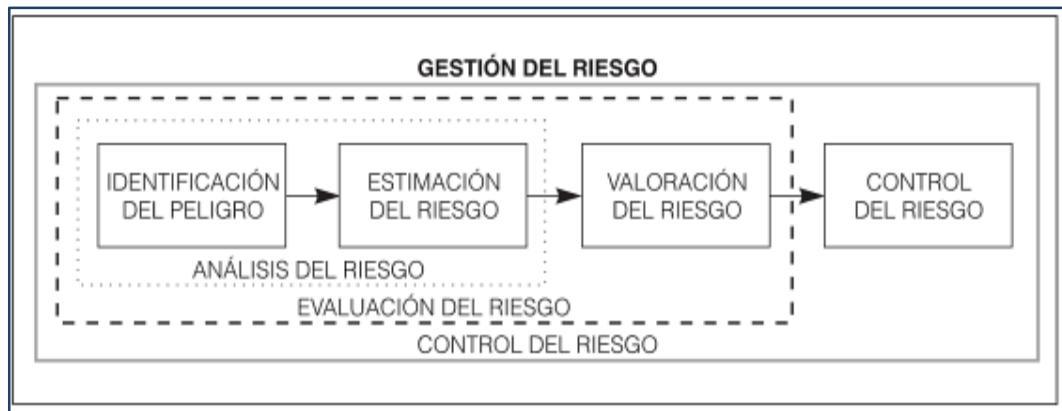 GESTIÓN DEL RIESGO
IDENTIFICACIÓN
DEL PELIGRO
ESTIMACIÓN
DEL RIESGO
VALORACIÓN
DEL RIESGO
CONTROL
DEL RIESGO
ANÁLISIS DEL RIESGO
EVALUACIÓN DEL RIESGO
CONTROL DEL RIESGO